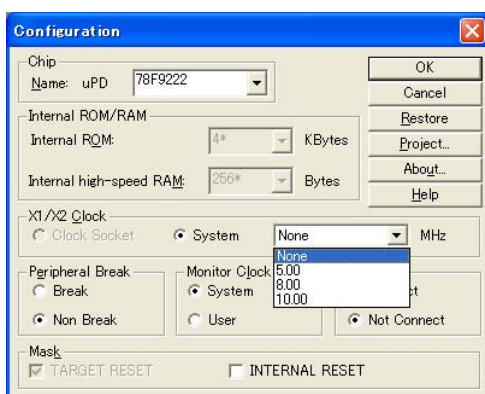 Configuration
Chip
Name: uPD 78F9222
OK
Cancel
Restore
Project...
About...
Help
Internal ROM/RAM
Internal ROM: 4* KBytes
Internal high-speed RAM: 256* Bytes
X1/X2 Clock
Clock Socket System None MHz
None
5.00
8.00
10.00
Peripheral Break
Break
Non Break
Monitor Clock
System
User
Not Connect
Mask
TARGET RESET INTERNAL RESET